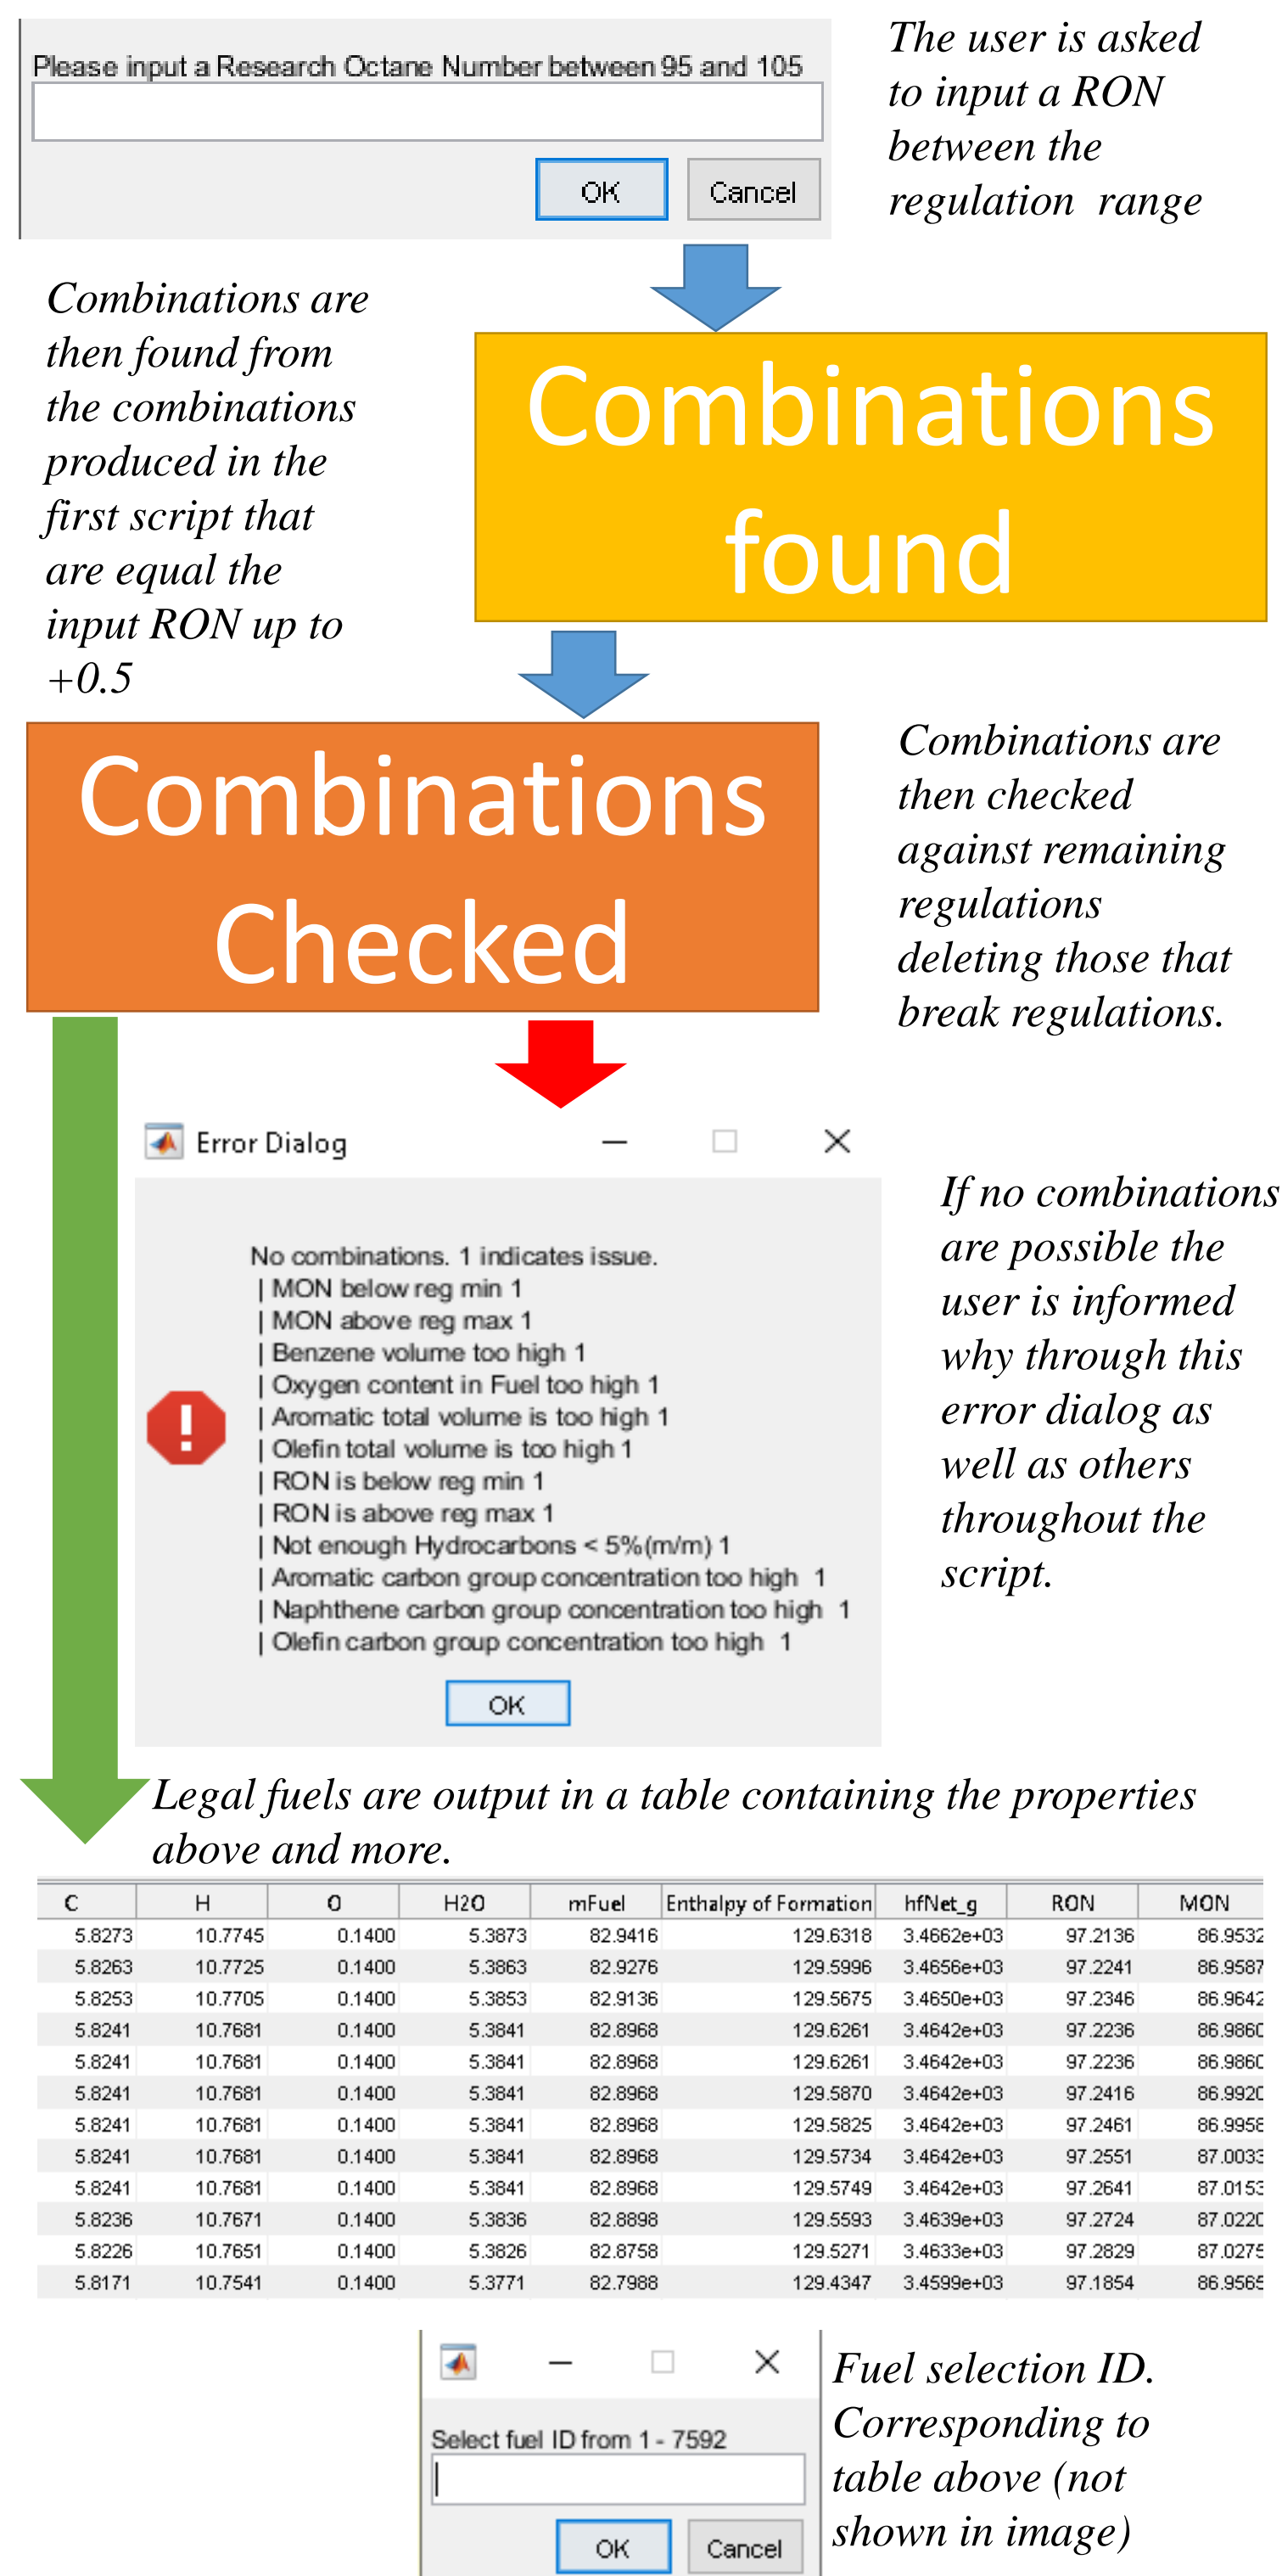 Please input a Research Octane Number between 95 and 105
OK
Cancel
The user is asked
to input a RON
between the
regulation range
Combinations are
then found from
the combinations
produced in the
first script that
are equal the
input RON up to
+0.5
Combinations
found
Combinations
Checked
Combinations are
then checked
against remaining
regulations
deleting those that
break regulations.
Error Dialog
No combinations. 1 indicates issue.
| MON below reg min 1
| MON above reg max 1
| Benzene volume too high 1
| Oxygen content in Fuel too high 1
| Aromatic total volume is too high 1
| Olefin total volume is too high 1
| RON is below reg min 1
| RON is above reg max 1
| Not enough Hydrocarbons < 5%(m/m) 1
| Aromatic carbon group concentration too high 1
| Naphthene carbon group concentration too high 1
| Olefin carbon group concentration too high 1
OK
If no combinations
are possible the
user is informed
why through this
error dialog as
well as others
throughout the
script.
Legal fuels are output in a table containing the properties
above and more.
C H O H2O mFuel Enthalpy of Formation hfNet_g RON MON
5.8273 10.7745 0.1400 5.3873 82.9416 129.6318 3.4662e+03 97.2136 86.9532
5.8263 10.7725 0.1400 5.3863 82.9276 129.5996 3.4656e+03 97.2241 86.9587
5.8253 10.7705 0.1400 5.3853 82.9136 129.5675 3.4650e+03 97.2346 86.9642
5.8241 10.7681 0.1400 5.3841 82.8968 129.6261 3.4642e+03 97.2236 86.9860
5.8241 10.7681 0.1400 5.3841 82.8968 129.6261 3.4642e+03 97.2236 86.9860
5.8241 10.7681 0.1400 5.3841 82.8968 129.5870 3.4642e+03 97.2416 86.9920
5.8241 10.7681 0.1400 5.3841 82.8968 129.5825 3.4642e+03 97.2461 86.9958
5.8241 10.7681 0.1400 5.3841 82.8968 129.5734 3.4642e+03 97.2551 87.0033
5.8241 10.7681 0.1400 5.3841 82.8968 129.5749 3.4642e+03 97.2641 87.0153
5.8236 10.7671 0.1400 5.3836 82.8898 129.5593 3.4639e+03 97.2724 87.0220
5.8226 10.7651 0.1400 5.3826 82.8758 129.5271 3.4633e+03 97.2829 87.0275
5.8171 10.7541 0.1400 5.3771 82.7988 129.4347 3.4599e+03 97.1854 86.9565
Select fuel ID from 1 - 7592
OK
Cancel
Fuel selection ID.
Corresponding to
table above (not
shown in image)